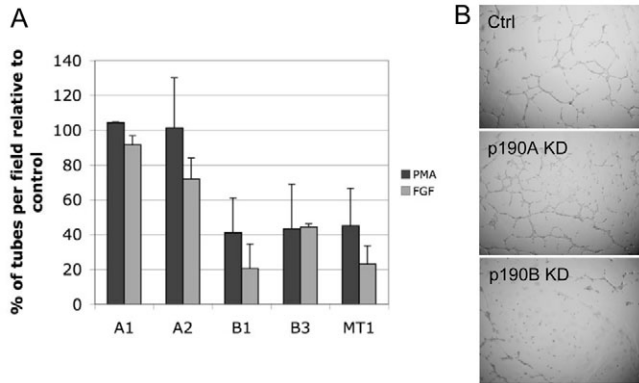 A
% of tubes per field relative to
control
140
120
100
80
60
40
20
0
A1 A2 B1 B3 MT1
PMA
FGF
B
Ctrl
p190A KD
p190B KD